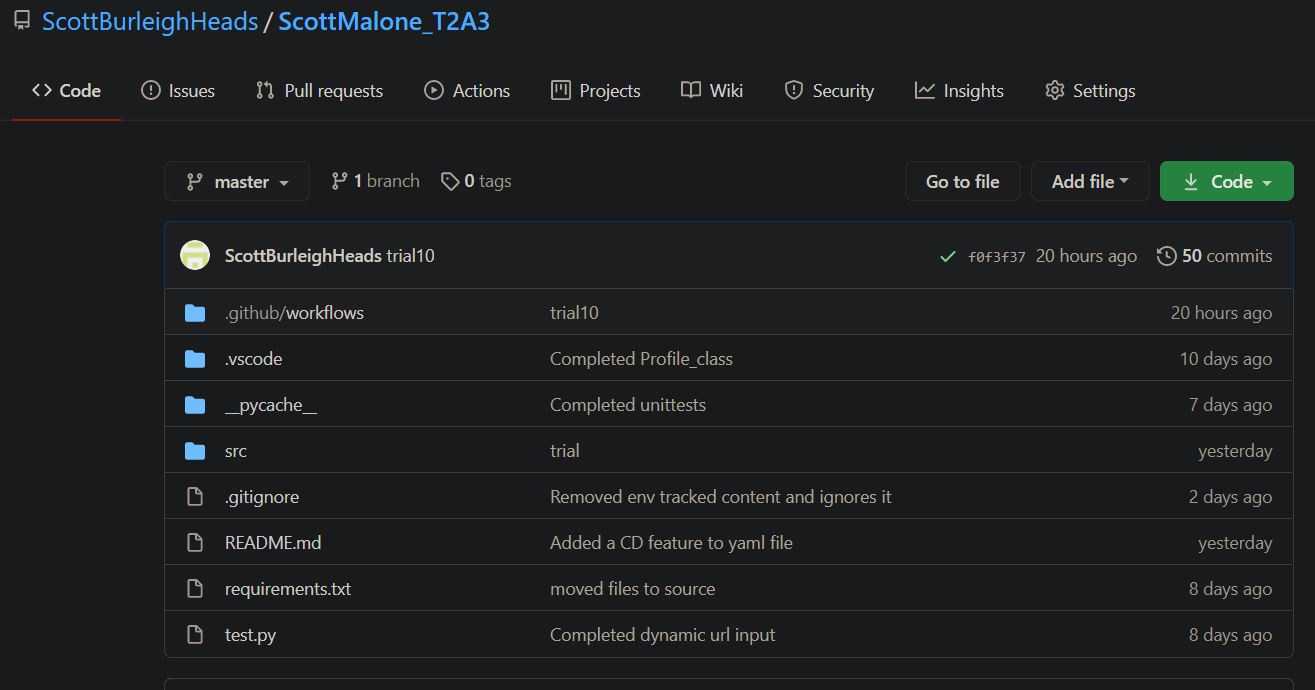 ScottBurleighHeads / ScottMalone_T2A3
Code Issues Pull requests Actions Projects Wiki Security Insights Settings
master 1 branch 0 tags Go to file Add file Code
ScottBurleighHeads trial10 f0f3f37 20 hours ago 50 commits
.github/workflows trial10 20 hours ago
.vscode Completed Profile_class 10 days ago
__pycache__ Completed unittests 7 days ago
src trial yesterday
.gitignore Removed env tracked content and ignores it 2 days ago
README.md Added a CD feature to yaml file yesterday
requirements.txt moved files to source 8 days ago
test.py Completed dynamic url input 8 days ago